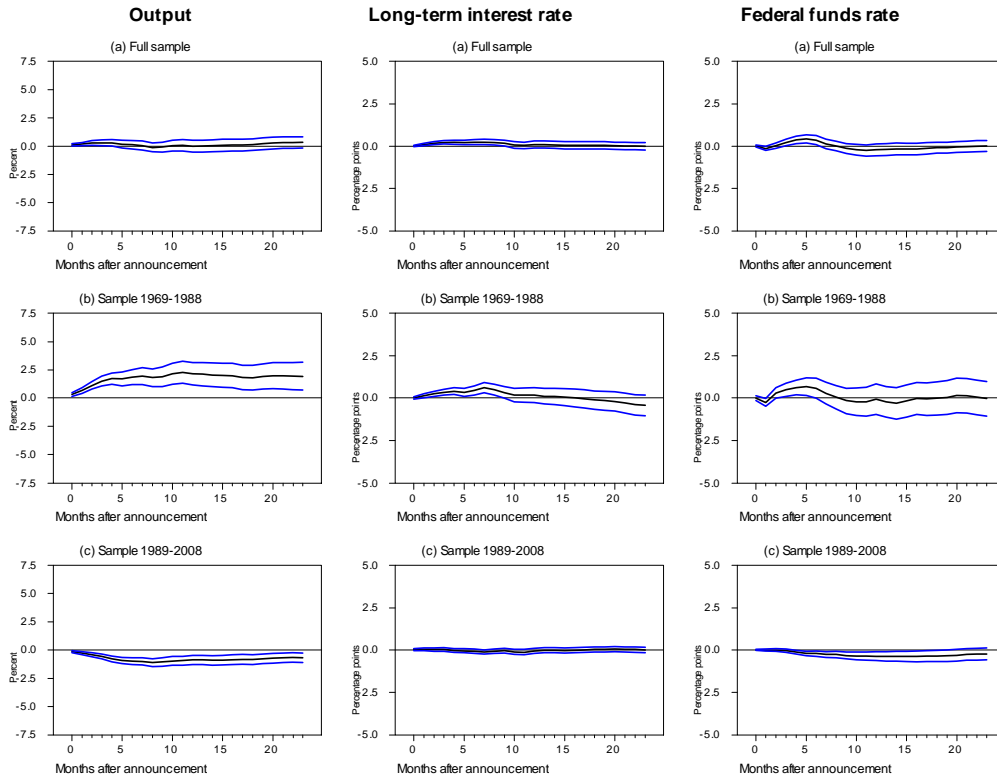 Output
Long-term interest rate
Federal funds rate
(a) Full sample
7.5
5.0
2.5
0.0
-2.5
-5.0
-7.5
Percent
0 5 10 15 20
Months after announcement
(a) Full sample
5.0
2.5
0.0
-2.5
-5.0
Percentage points
0 5 10 15 20
Months after announcement
(a) Full sample
5.0
2.5
0.0
-2.5
-5.0
Percentage points
0 5 10 15 20
Months after announcement
(b) Sample 1969-1988
7.5
5.0
2.5
0.0
-2.5
-5.0
-7.5
Percent
0 5 10 15 20
Months after announcement
(b) Sample 1969-1988
5.0
2.5
0.0
-2.5
-5.0
Percentage points
0 5 10 15 20
Months after announcement
(b) Sample 1969-1988
5.0
2.5
0.0
-2.5
-5.0
Percentage points
0 5 10 15 20
Months after announcement
(c) Sample 1989-2008
7.5
5.0
2.5
0.0
-2.5
-5.0
-7.5
Percent
0 5 10 15 20
Months after announcement
(c) Sample 1989-2008
5.0
2.5
0.0
-2.5
-5.0
Percentage points
0 5 10 15 20
Months after announcement
(c) Sample 1989-2008
5.0
2.5
0.0
-2.5
-5.0
Percentage points
0 5 10 15 20
Months after announcement